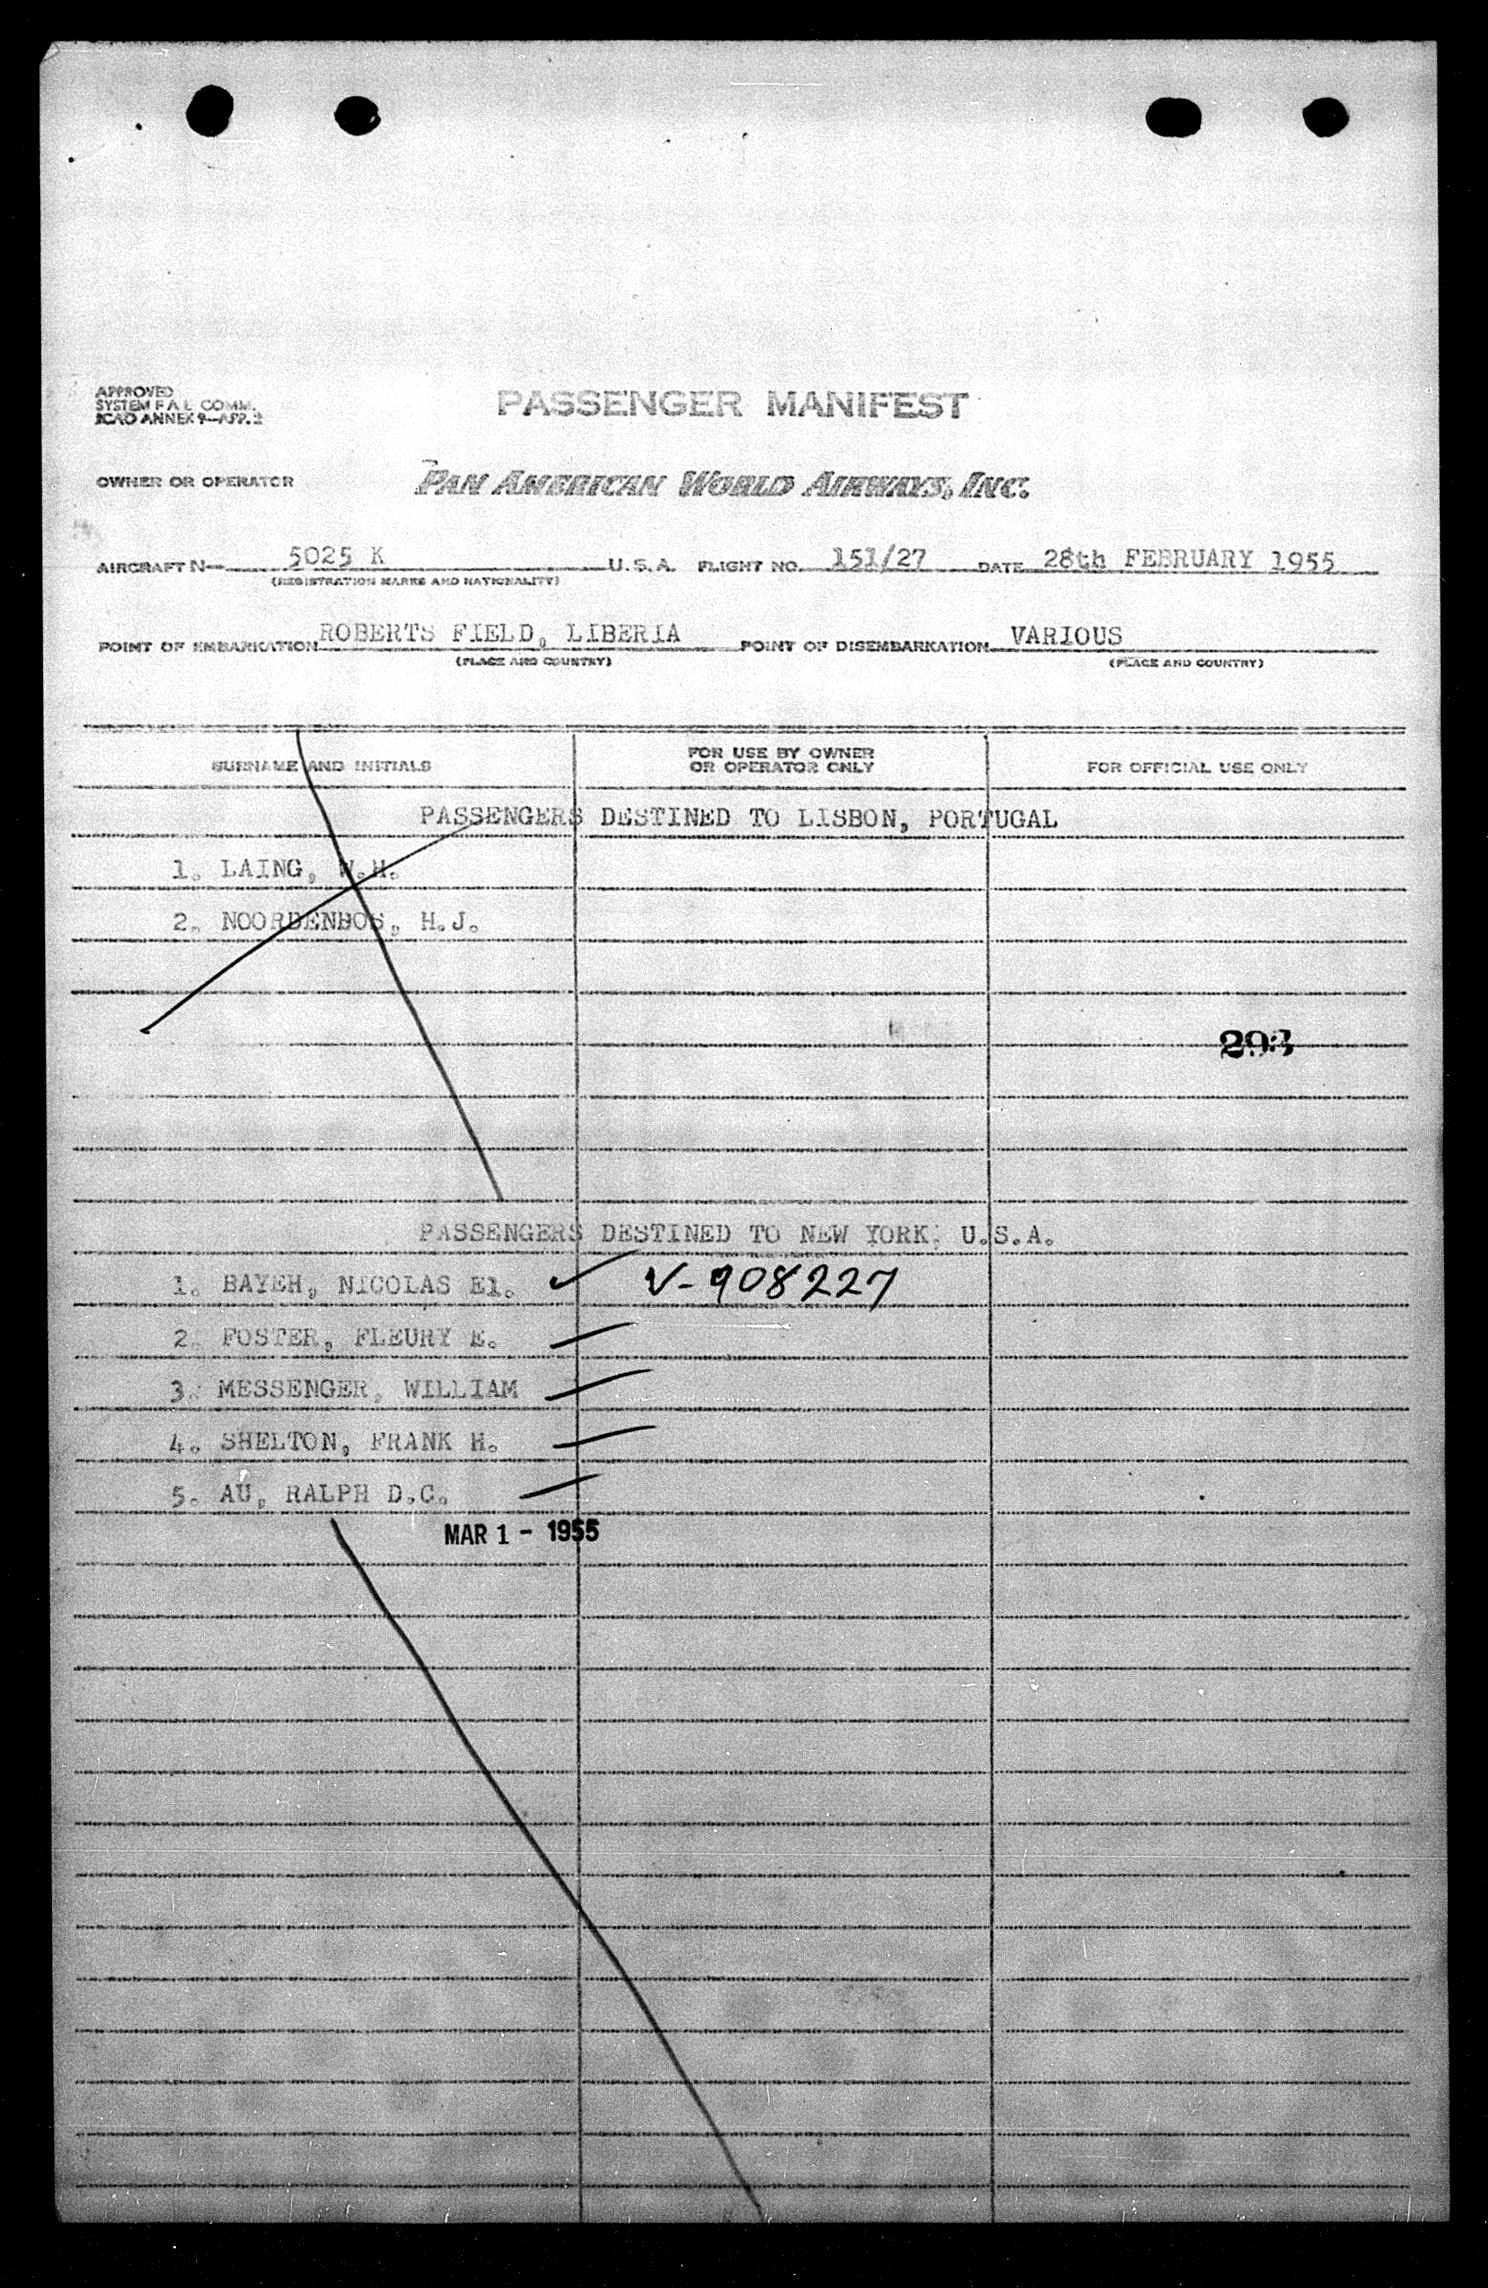 APPROVED
SYSTEM F A L COMM.
ICAO ANNEX 9—APP. 2
PASSENGER MANIFEST
OWNER OR OPERATOR PAN AMERICAN WORLD AIRWAYS, INC.
AIRCRAFT N— 5025 K U.S.A. FLIGHT NO. 151/27 DATE 28th FEBRUARY 1955
(REGISTRATION MARKS AND NATIONALITY)
POINT OF EMBARKATION ROBERTS FIELD, LIBERIA POINT OF DISEMBARKATION VARIOUS
(PLACE AND COUNTRY) (PLACE AND COUNTRY)
SURNAME AND INITIALS FOR USE BY OWNER OR OPERATOR ONLY FOR OFFICIAL USE ONLY
PASSENGERS DESTINED TO LISBON, PORTUGAL
1. LAING, W.H.
2. NOORDENBOS, H.J.
PASSENGERS DESTINED TO NEW YORK, U.S.A.
1. BAYEH, NICOLAS El. V-908227
2. FOSTER, FLEURY E.
3. MESSENGER, WILLIAM
4. SHELTON, FRANK H.
5. AU, RALPH D.C.
MAR 1 - 1955